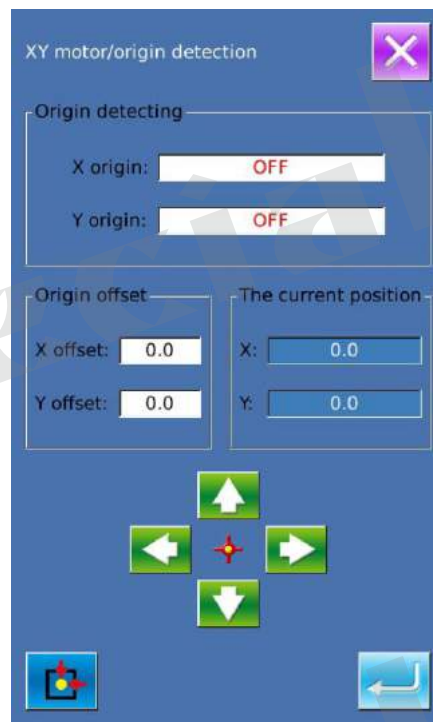 XY motor/origin detection
Origin detecting
X origin: OFF
Y origin: OFF
Origin offset
X offset: 0.0
Y offset: 0.0
The current position
X: 0.0
Y: 0.0